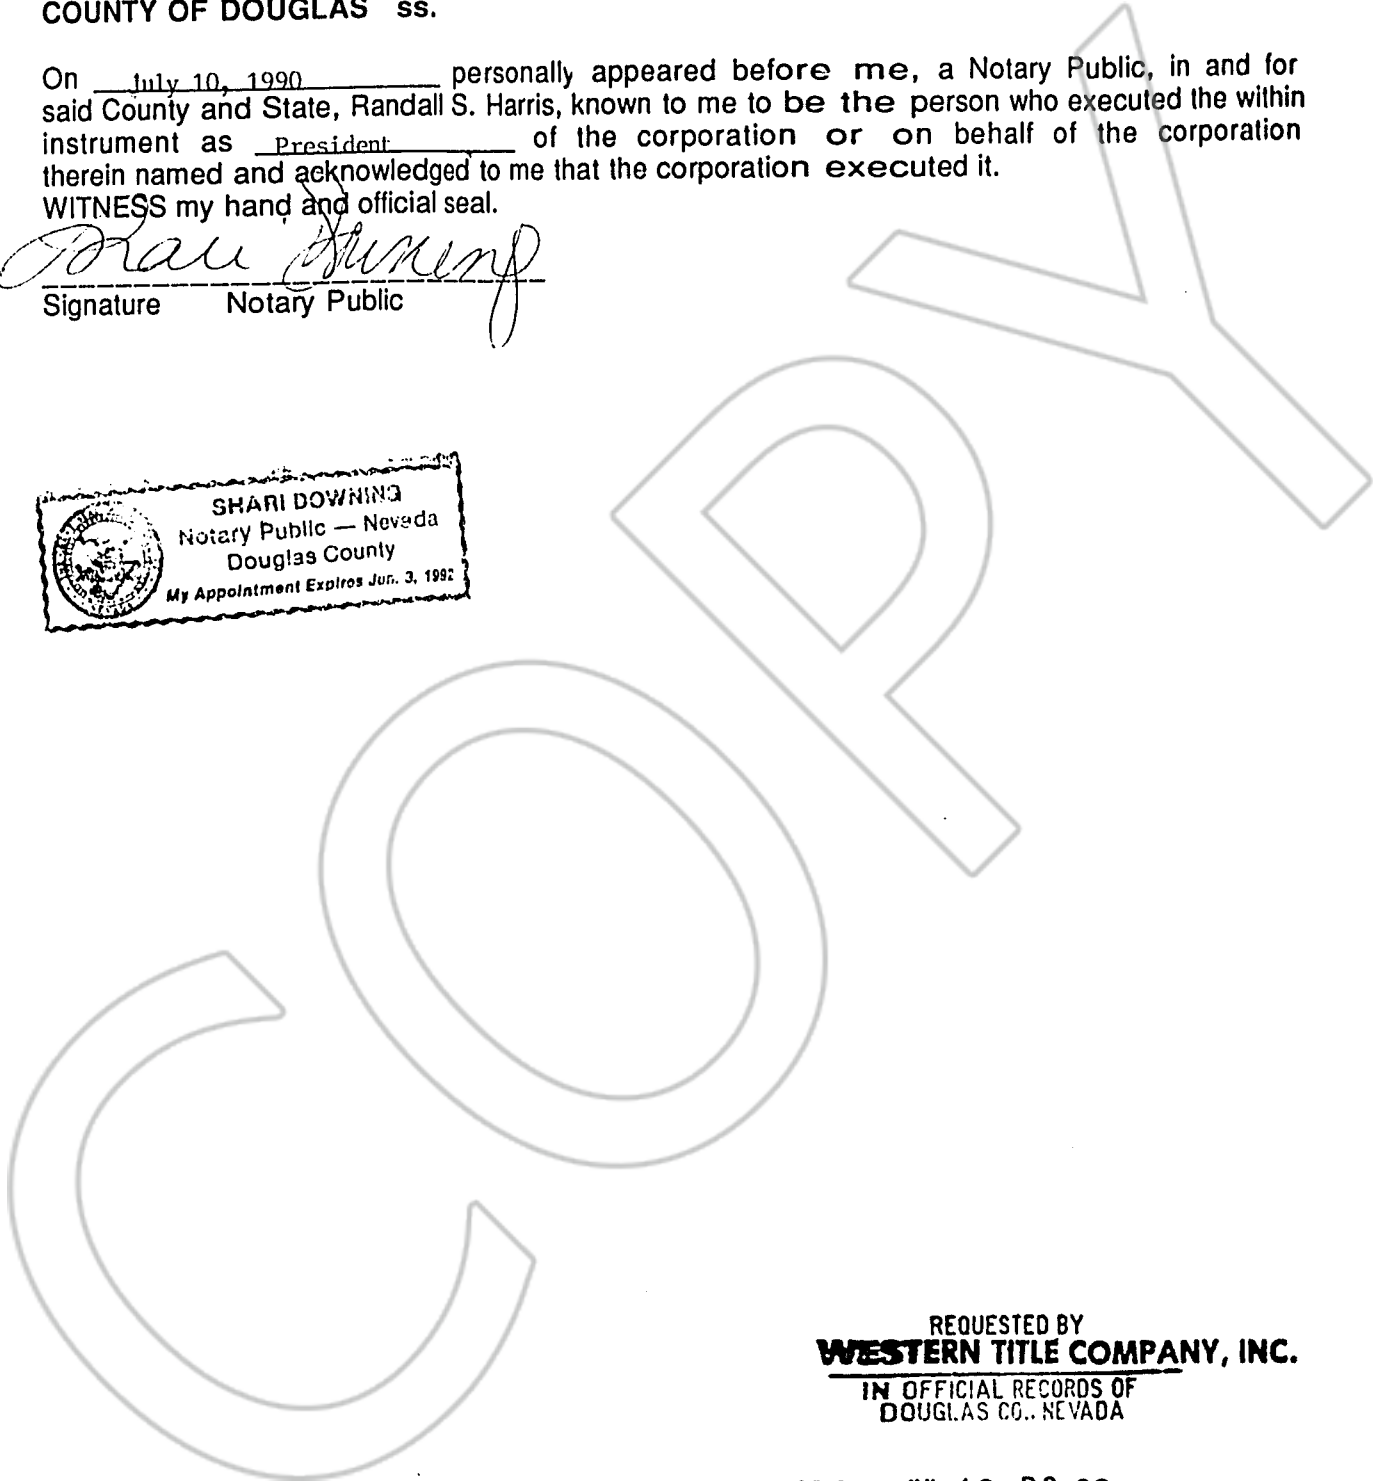 COUNTY OF DOUGLAS ss.
On July 10, 1990 personally appeared before me, a Notary Public, in and for
said County and State, Randall S. Harris, known to me to be the person who executed the within
instrument as President of the corporation or on behalf of the corporation
therein named and acknowledged to me that the corporation executed it.
WITNESS my hand and official seal.
Shari Downing
Signature Notary Public
SHARI DOWNING
Notary Public — Nevada
Douglas County
My Appointment Expires Jun. 3, 1992
COPY
REQUESTED BY
WESTERN TITLE COMPANY, INC.
IN OFFICIAL RECORDS OF
DOUGLAS CO., NEVADA